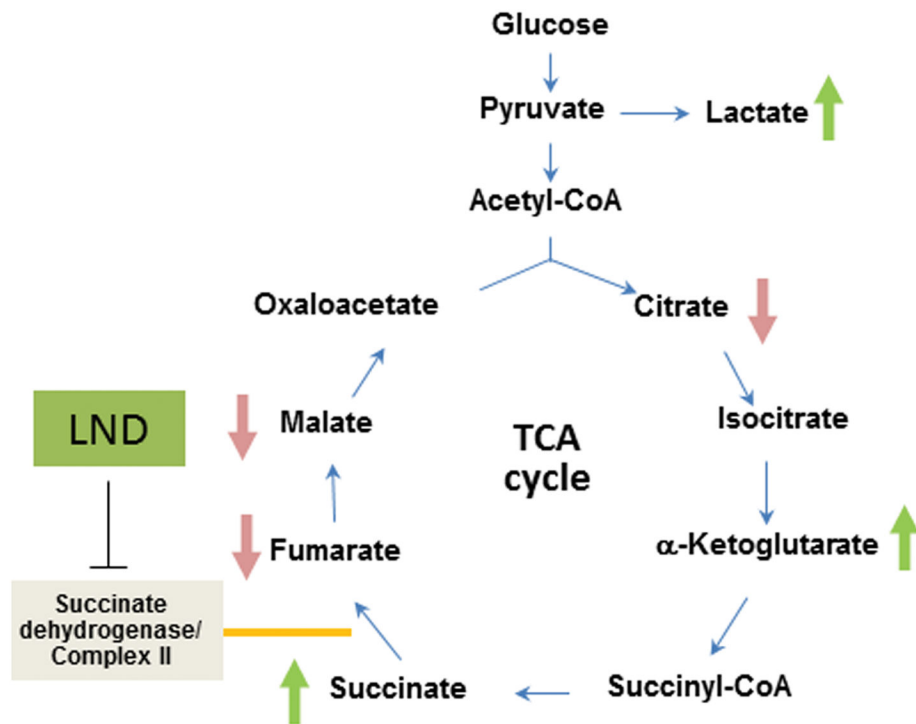 Glucose
Pyruvate
Lactate
Acetyl-CoA
Oxaloacetate
Citrate
LND
Malate
TCA
cycle
Isocitrate
Fumarate
α-Ketoglutarate
Succinate
dehydrogenase/
Complex II
Succinate
Succinyl-CoA